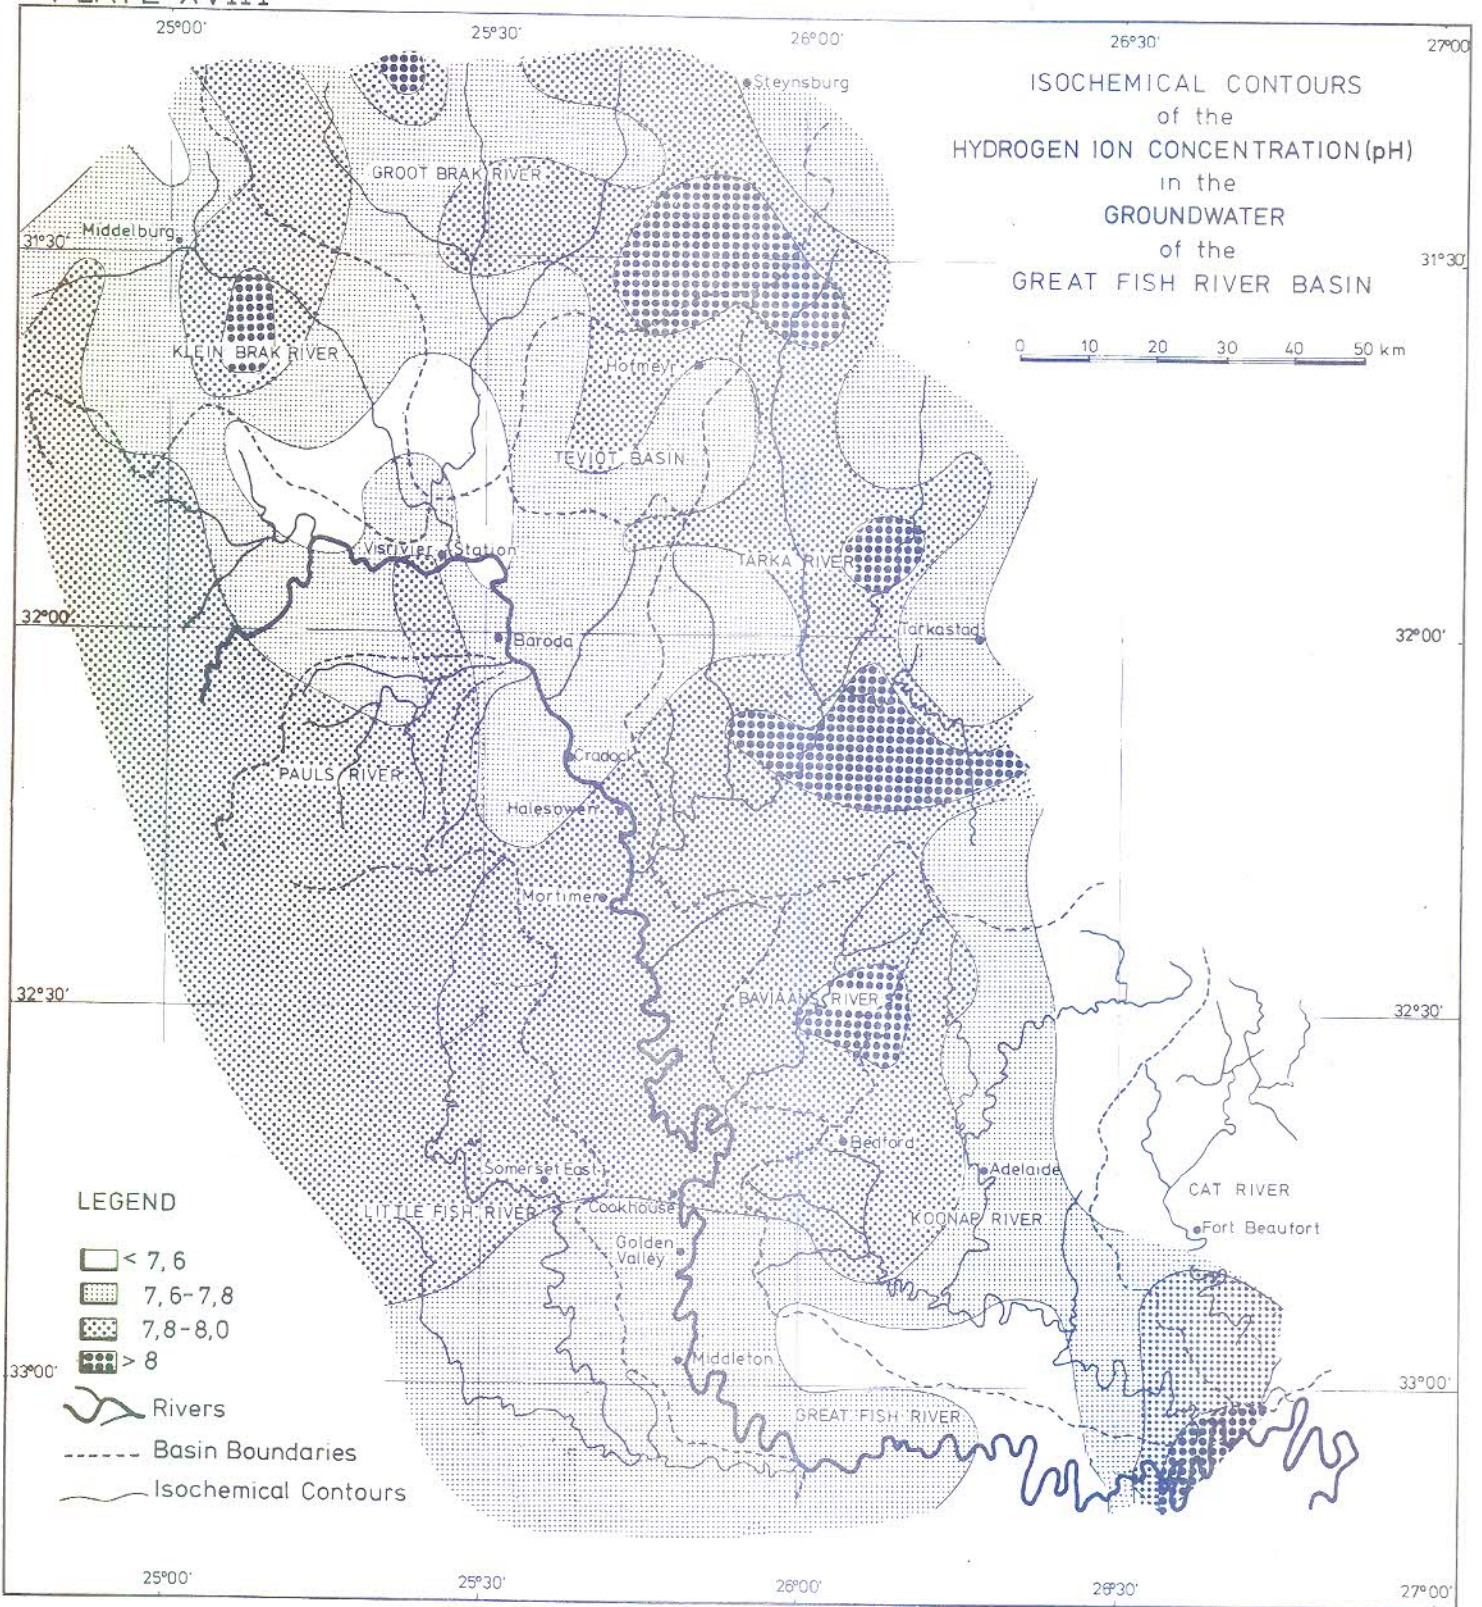 PLATE XVIII
25°00'
25°30'
26°00'
26°30'
27°00
Steynsburg
ISOCHEMICAL CONTOURS
of the
HYDROGEN ION CONCENTRATION (pH)
in the
GROUNDWATER
of the
GREAT FISH RIVER BASIN
GROOT BRAK RIVER
Middelburg
31°30'
31°30'
0 10 20 30 40 50 km
KLEIN BRAK RIVER
Hofmeyr
TEVIOT BASIN
Visrivier Station
TARKA RIVER
32°00'
Baroda
Tarkastad
32°00'
Cradock
PAULS RIVER
Halesowen
Mortimer
32°30'
BAVIAANS RIVER
32°30'
Bedford
Somerset East
Adelaide
LEGEND
LITTLE FISH RIVER
Cookhouse
KOONAP RIVER
CAT RIVER
Fort Beaufort
Golden
Valley
< 7,6
7,6-7,8
7,8-8,0
> 8
33°00'
Middleton
33°00'
Rivers
GREAT FISH RIVER
Basin Boundaries
Isochemical Contours
25°00'
25°30'
26°00'
26°30'
27°00'